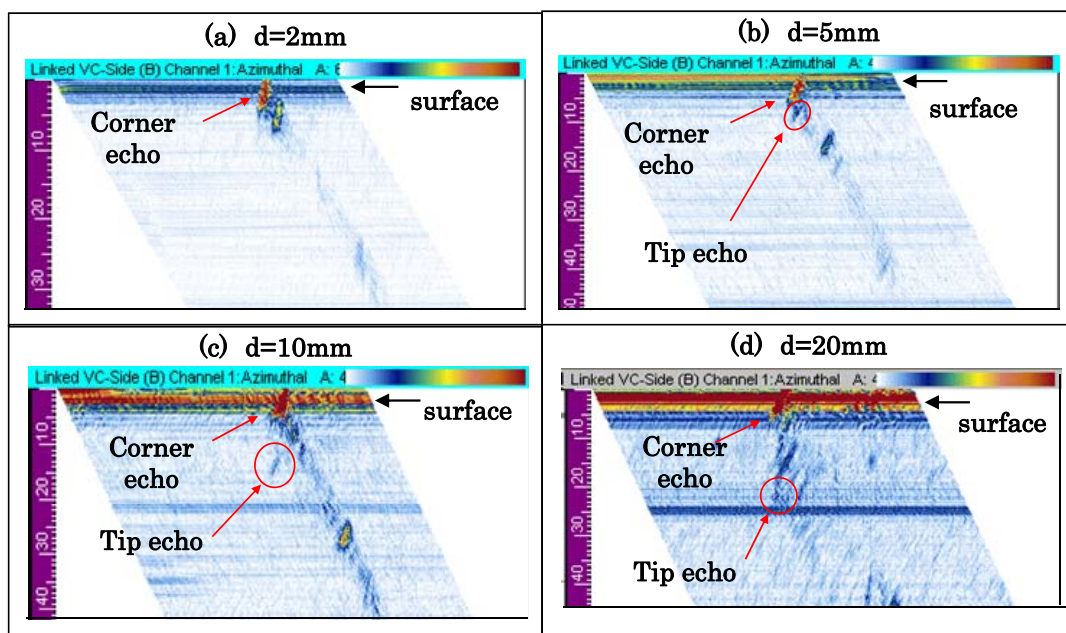 (a) d=2mm
Linked VC-Side (B) Channel 1:Azimuthal A:
surface
Corner
echo
10
20
30
(b) d=5mm
Linked VC-Side (B) Channel 1:Azimuthal A: 4
surface
Corner
echo
Tip echo
10
20
30
40
(c) d=10mm
Linked VC-Side (B) Channel 1:Azimuthal A: 4
surface
Corner
echo
Tip echo
10
20
30
40
(d) d=20mm
Linked VC-Side (B) Channel 1:Azimuthal A: 4
surface
Corner
echo
Tip echo
10
20
30
40